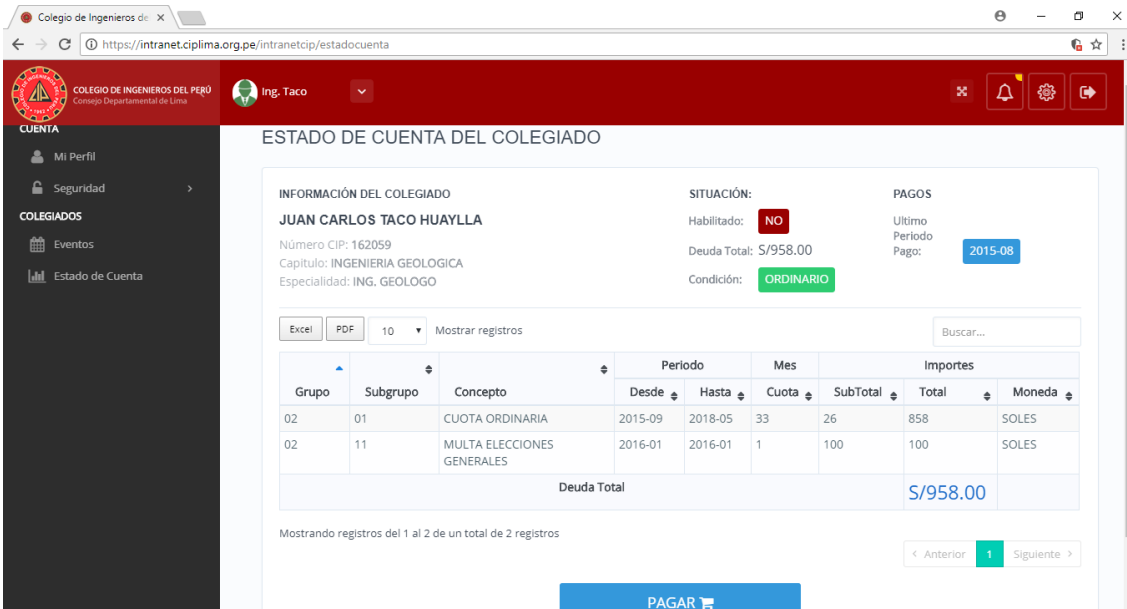 Colegio de Ingenieros de
https://intranet.ciplima.org.pe/intranetcip/estadocuenta
COLEGIO DE INGENIEROS DEL PERÚ
Consejo Departamental de Lima
Ing. Taco
CUENTA
Mi Perfil
Seguridad
COLEGIADOS
Eventos
Estado de Cuenta
ESTADO DE CUENTA DEL COLEGIADO
INFORMACIÓN DEL COLEGIADO
JUAN CARLOS TACO HUAYLLA
Número CIP: 162059
Capitulo: INGENIERIA GEOLOGICA
Especialidad: ING. GEOLOGO
SITUACIÓN:
Habilitado: NO
Deuda Total: S/958.00
Condición: ORDINARIO
PAGOS
Ultimo
Periodo
Pago: 2015-08
Excel PDF 10 Mostrar registros Buscar...
Periodo Mes Importes
Grupo Subgrupo Concepto Desde Hasta Cuota SubTotal Total Moneda
02 01 CUOTA ORDINARIA 2015-09 2018-05 33 26 858 SOLES
02 11 MULTA ELECCIONES 2016-01 2016-01 1 100 100 SOLES
GENERALES
Deuda Total S/958.00
Mostrando registros del 1 al 2 de un total de 2 registros
Anterior 1 Siguiente
PAGAR